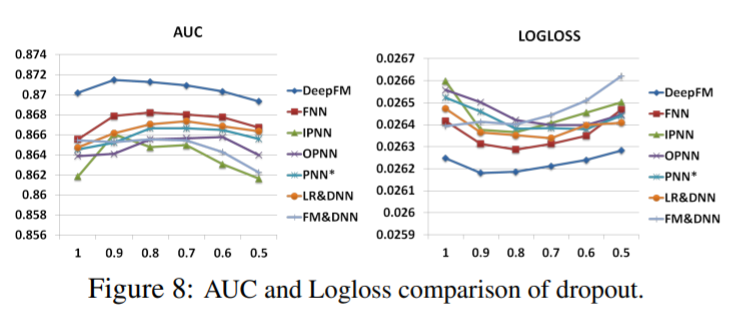 AUC
0.874
0.872
0.87
0.868
0.866
0.864
0.862
0.86
0.858
0.856
1 0.9 0.8 0.7 0.6 0.5
DeepFM
FNN
IPNN
OPNN
PNN*
LR&DNN
FM&DNN
LOGLOSS
0.0267
0.0266
0.0265
0.0264
0.0263
0.0262
0.0261
0.026
0.0259
1 0.9 0.8 0.7 0.6 0.5
DeepFM
FNN
IPNN
OPNN
PNN*
LR&DNN
FM&DNN
Figure 8: AUC and Logloss comparison of dropout.